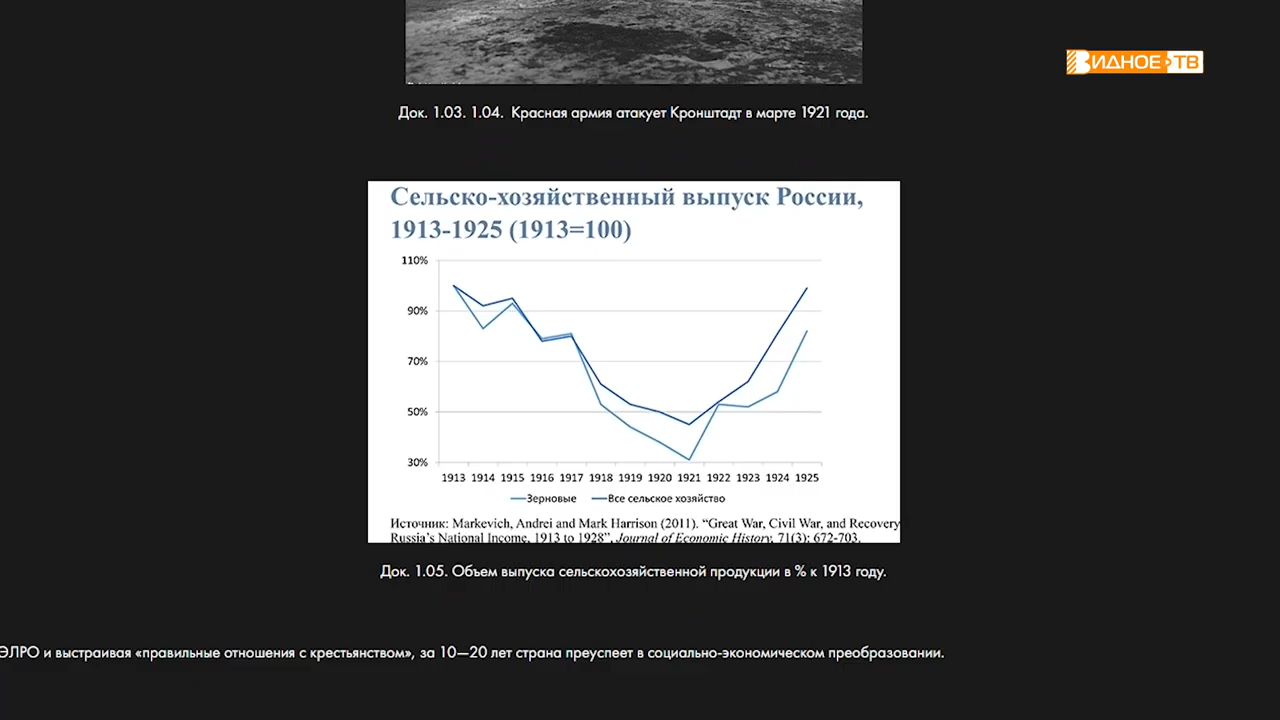 ВИДНОЕ ТВ
Док. 1.03. 1.04. Красная армия атакует Кронштадт в марте 1921 года.
Сельско-хозяйственный выпуск России,
1913-1925 (1913=100)
110%
90%
70%
50%
30%
1913 1914 1915 1916 1917 1918 1919 1920 1921 1922 1923 1924 1925
Зерновые Все сельское хозяйство
Источник: Markevich, Andrei and Mark Harrison (2011). “Great War, Civil War, and Recovery
Russia’s National Income, 1913 to 1928”, Journal of Economic History, 71(3): 672-703.
Док. 1.05. Объем выпуска сельскохозяйственной продукции в % к 1913 году.
ЭЛРО и выстраивая «правильные отношения с крестьянством», за 10—20 лет страна преуспеет в социально-экономическом преобразовании.